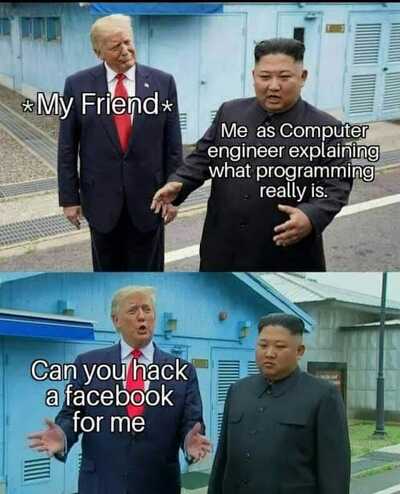 *My Friend*
Me as Computer
engineer explaining
what programming
really is.
Can you hack
a facebook
for me